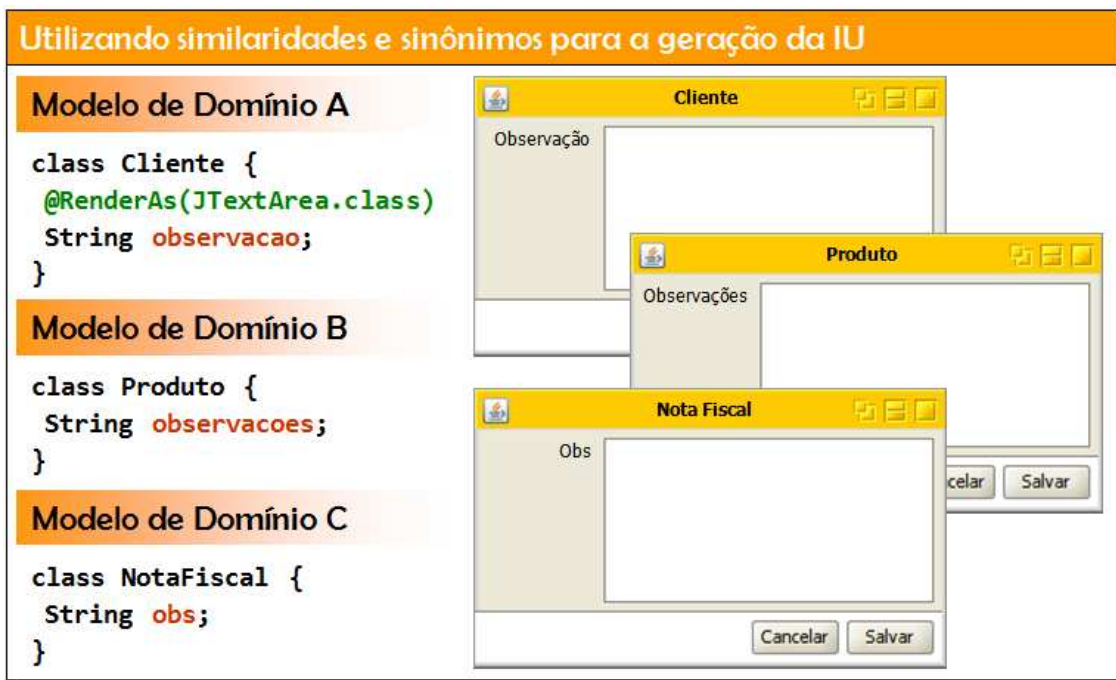 Utilizando similaridades e sinônimos para a geração da IU
Modelo de Domínio A
class Cliente {
@RenderAs(JTextArea.class)
String observacao;
}
Modelo de Domínio B
class Produto {
String observacoes;
}
Modelo de Domínio C
class NotaFiscal {
String obs;
}
Cliente
Observação
Produto
Observações
celar Salvar
Nota Fiscal
Obs
Cancelar Salvar